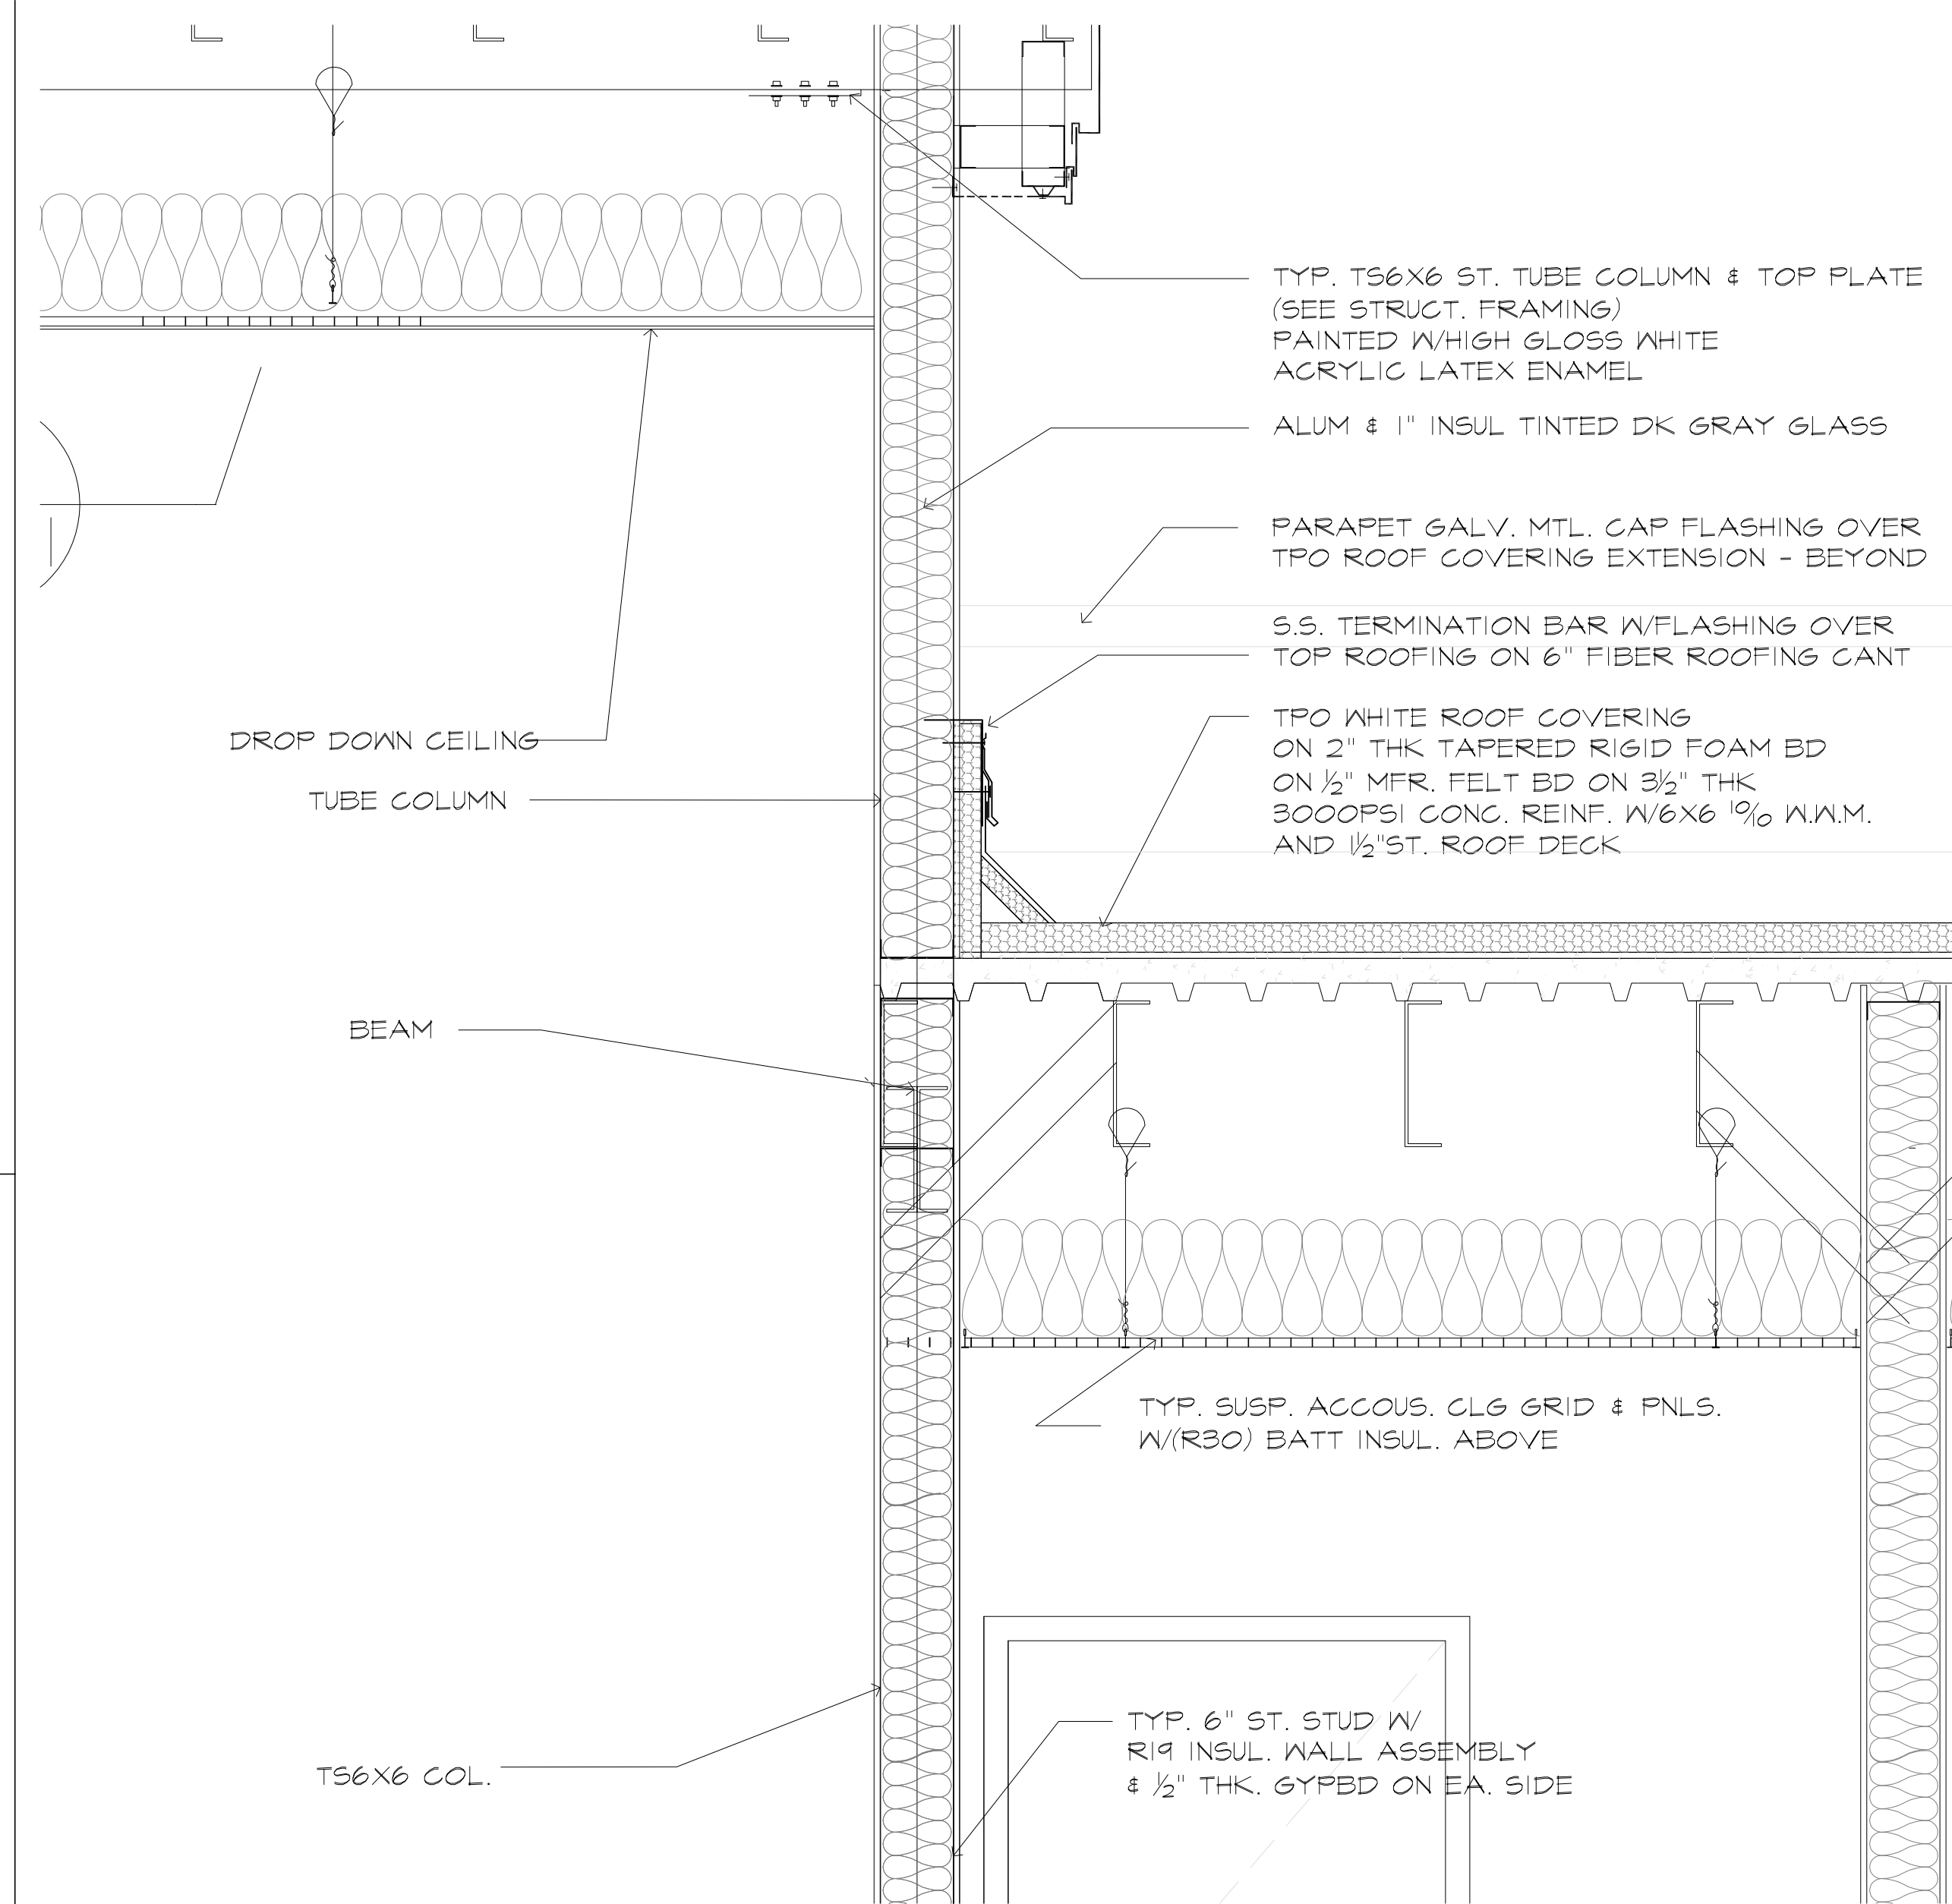 TYP. TS6X6 ST. TUBE COLUMN & TOP PLATE
(SEE STRUCT. FRAMING)
PAINTED W/HIGH GLOSS WHITE
ACRYLIC LATEX ENAMEL
ALUM & 1" INSUL TINTED DK GRAY GLASS
PARAPET GALV. MTL. CAP FLASHING OVER
TPO ROOF COVERING EXTENSION - BEYOND
S.S. TERMINATION BAR W/FLASHING OVER
TOP ROOFING ON 6" FIBER ROOFING CANT
TPO WHITE ROOF COVERING
ON 2" THK TAPERED RIGID FOAM BD
ON ½" MFR. FELT BD ON 3½" THK
3000PSI CONC. REINF. W/6X6 10/10 W.W.M.
AND 1½"ST. ROOF DECK
DROP DOWN CEILING
TUBE COLUMN
BEAM
TYP. SUSP. ACCOUS. CLG GRID & PNLS.
W/(R30) BATT INSUL. ABOVE
TYP. 6" ST. STUD W/
R19 INSUL. WALL ASSEMBLY
& ½" THK. GYPBD ON EA. SIDE
TS6X6 COL.